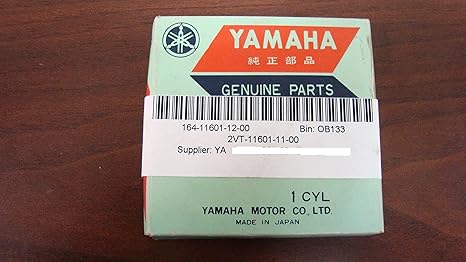 YAMAHA
純正部品
GENUINE PARTS
164-11601-12-00 Bin: OB133
2VT-11601-11-00
Supplier: YA
1 CYL
YAMAHA MOTOR CO., LTD.
MADE IN JAPAN